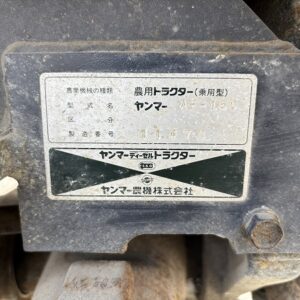 農業機械の種類 農用トラクター(乗用型)
型式名 ヤンマー
区分
製造番号
ヤンマーディーゼルトラクター
ヤンマー農機株式会社